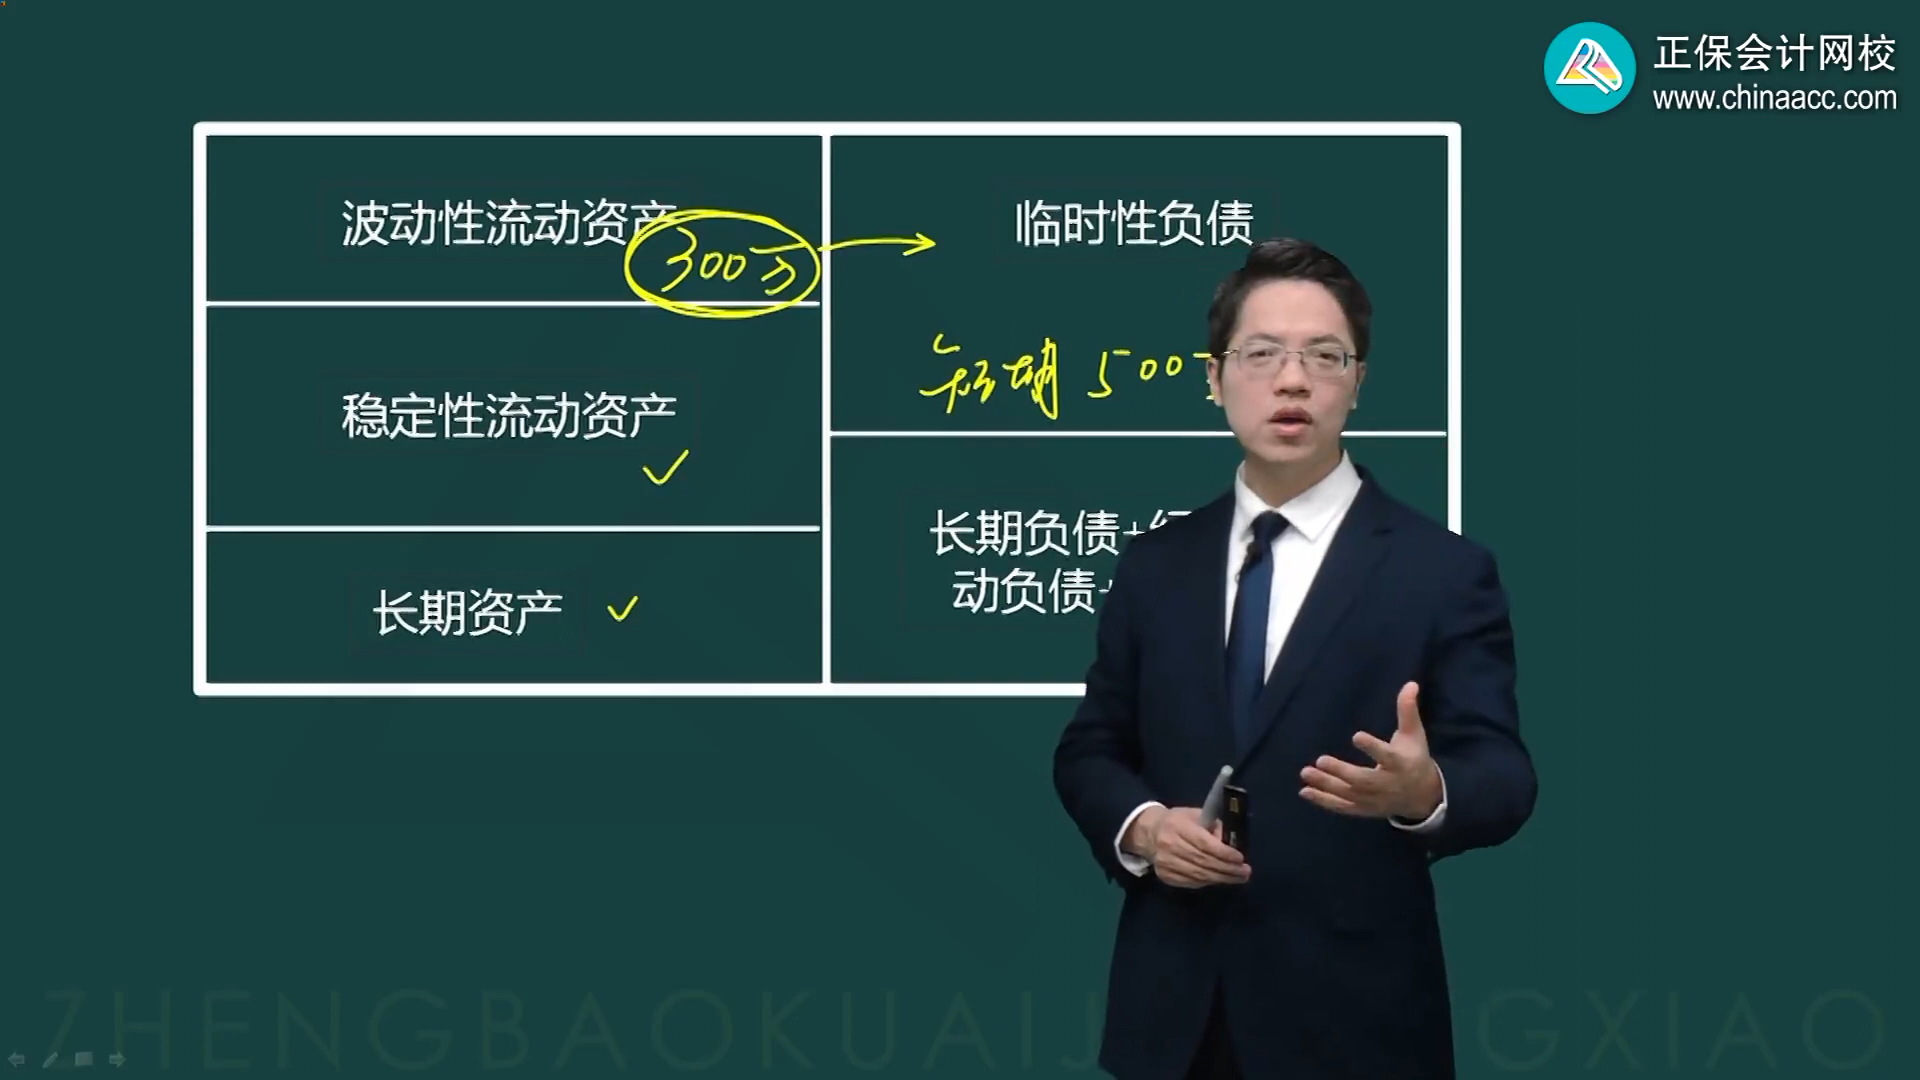 正保会计网校
www.chinaacc.com
波动性流动资产
300万
临时性负债
短期 500
稳定性流动资产
长期负债+
动负债+
长期资产
ZHENGBAOKUAIJ
GXIAO